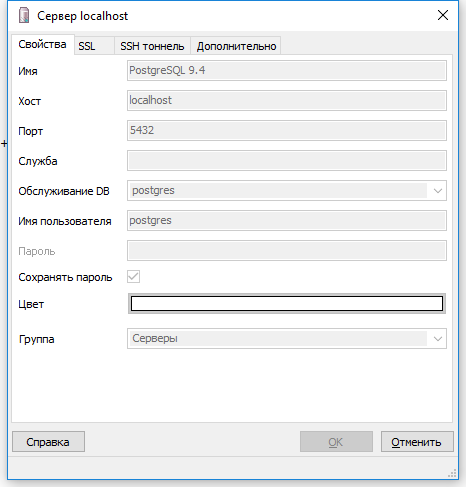 Сервер localhost
Свойства SSL SSH тоннель Дополнительно
Имя PostgreSQL 9.4
Хост localhost
Порт 5432
Служба
Обслуживание DB postgres
Имя пользователя postgres
Пароль
Сохранять пароль
Цвет
Группа Серверы
Справка OK Отменить